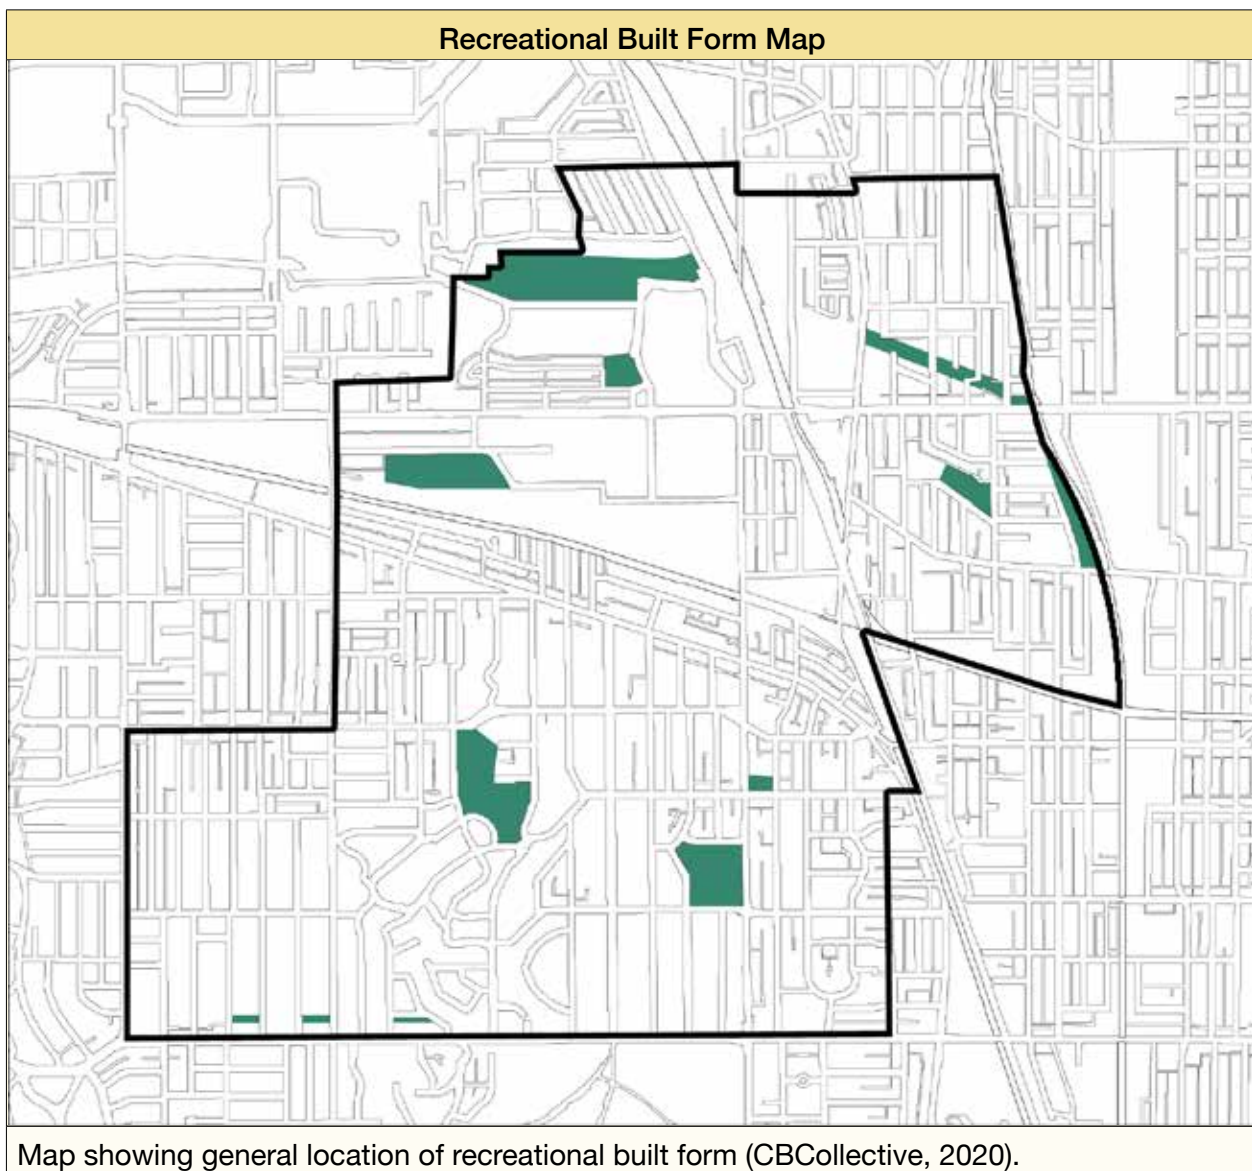 Recreational Built Form Map
Map showing general location of recreational built form (CBCollective, 2020).